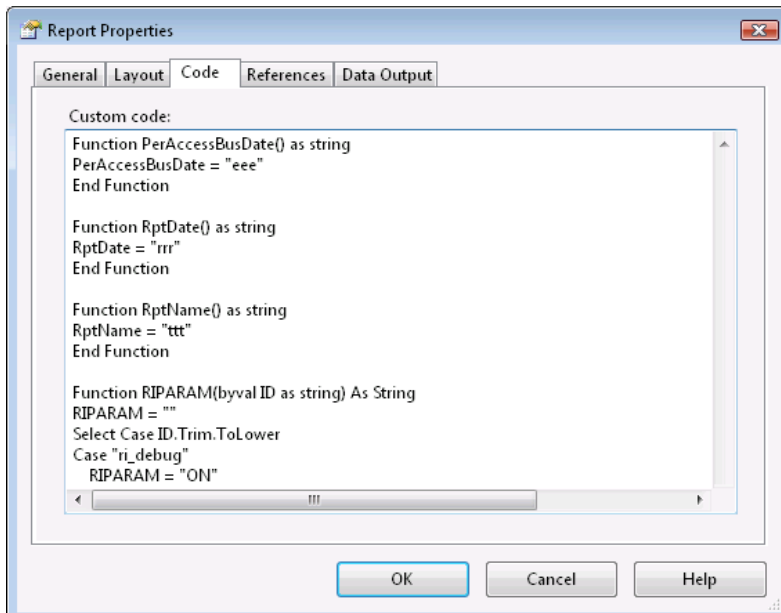 Report Properties
General Layout Code References Data Output
Custom code:
Function PerAccessBusDate() as string
PerAccessBusDate = "eee"
End Function
Function RptDate() as string
RptDate = "rrr"
End Function
Function RptName() as string
RptName = "ttt"
End Function
Function RIPARAM(byval ID as string) As String
RIPARAM = ""
Select Case ID.Trim.ToLower
Case "ri_debug"
RIPARAM = "ON"
OK Cancel Help